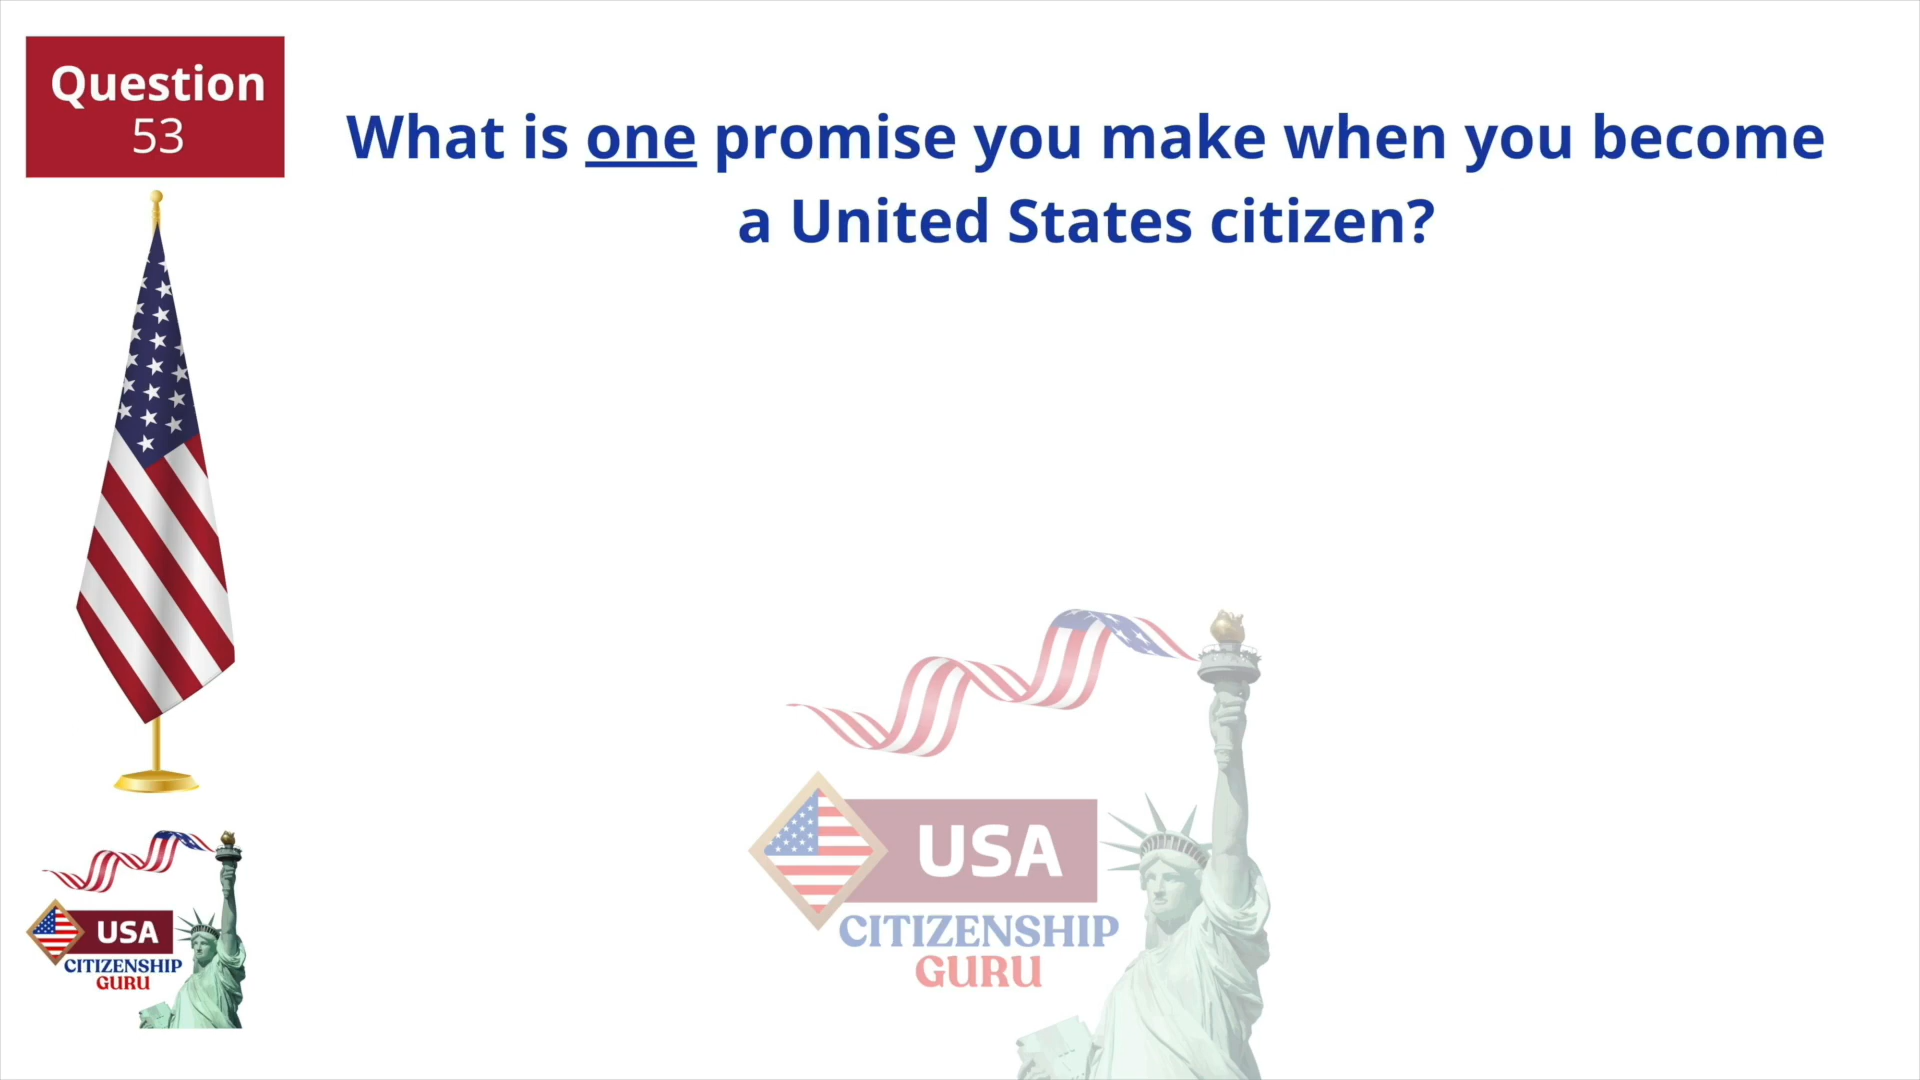 Question
53
What is one promise you make when you become
a United States citizen?
USA
CITIZENSHIP
GURU
USA
CITIZENSHIP
GURU